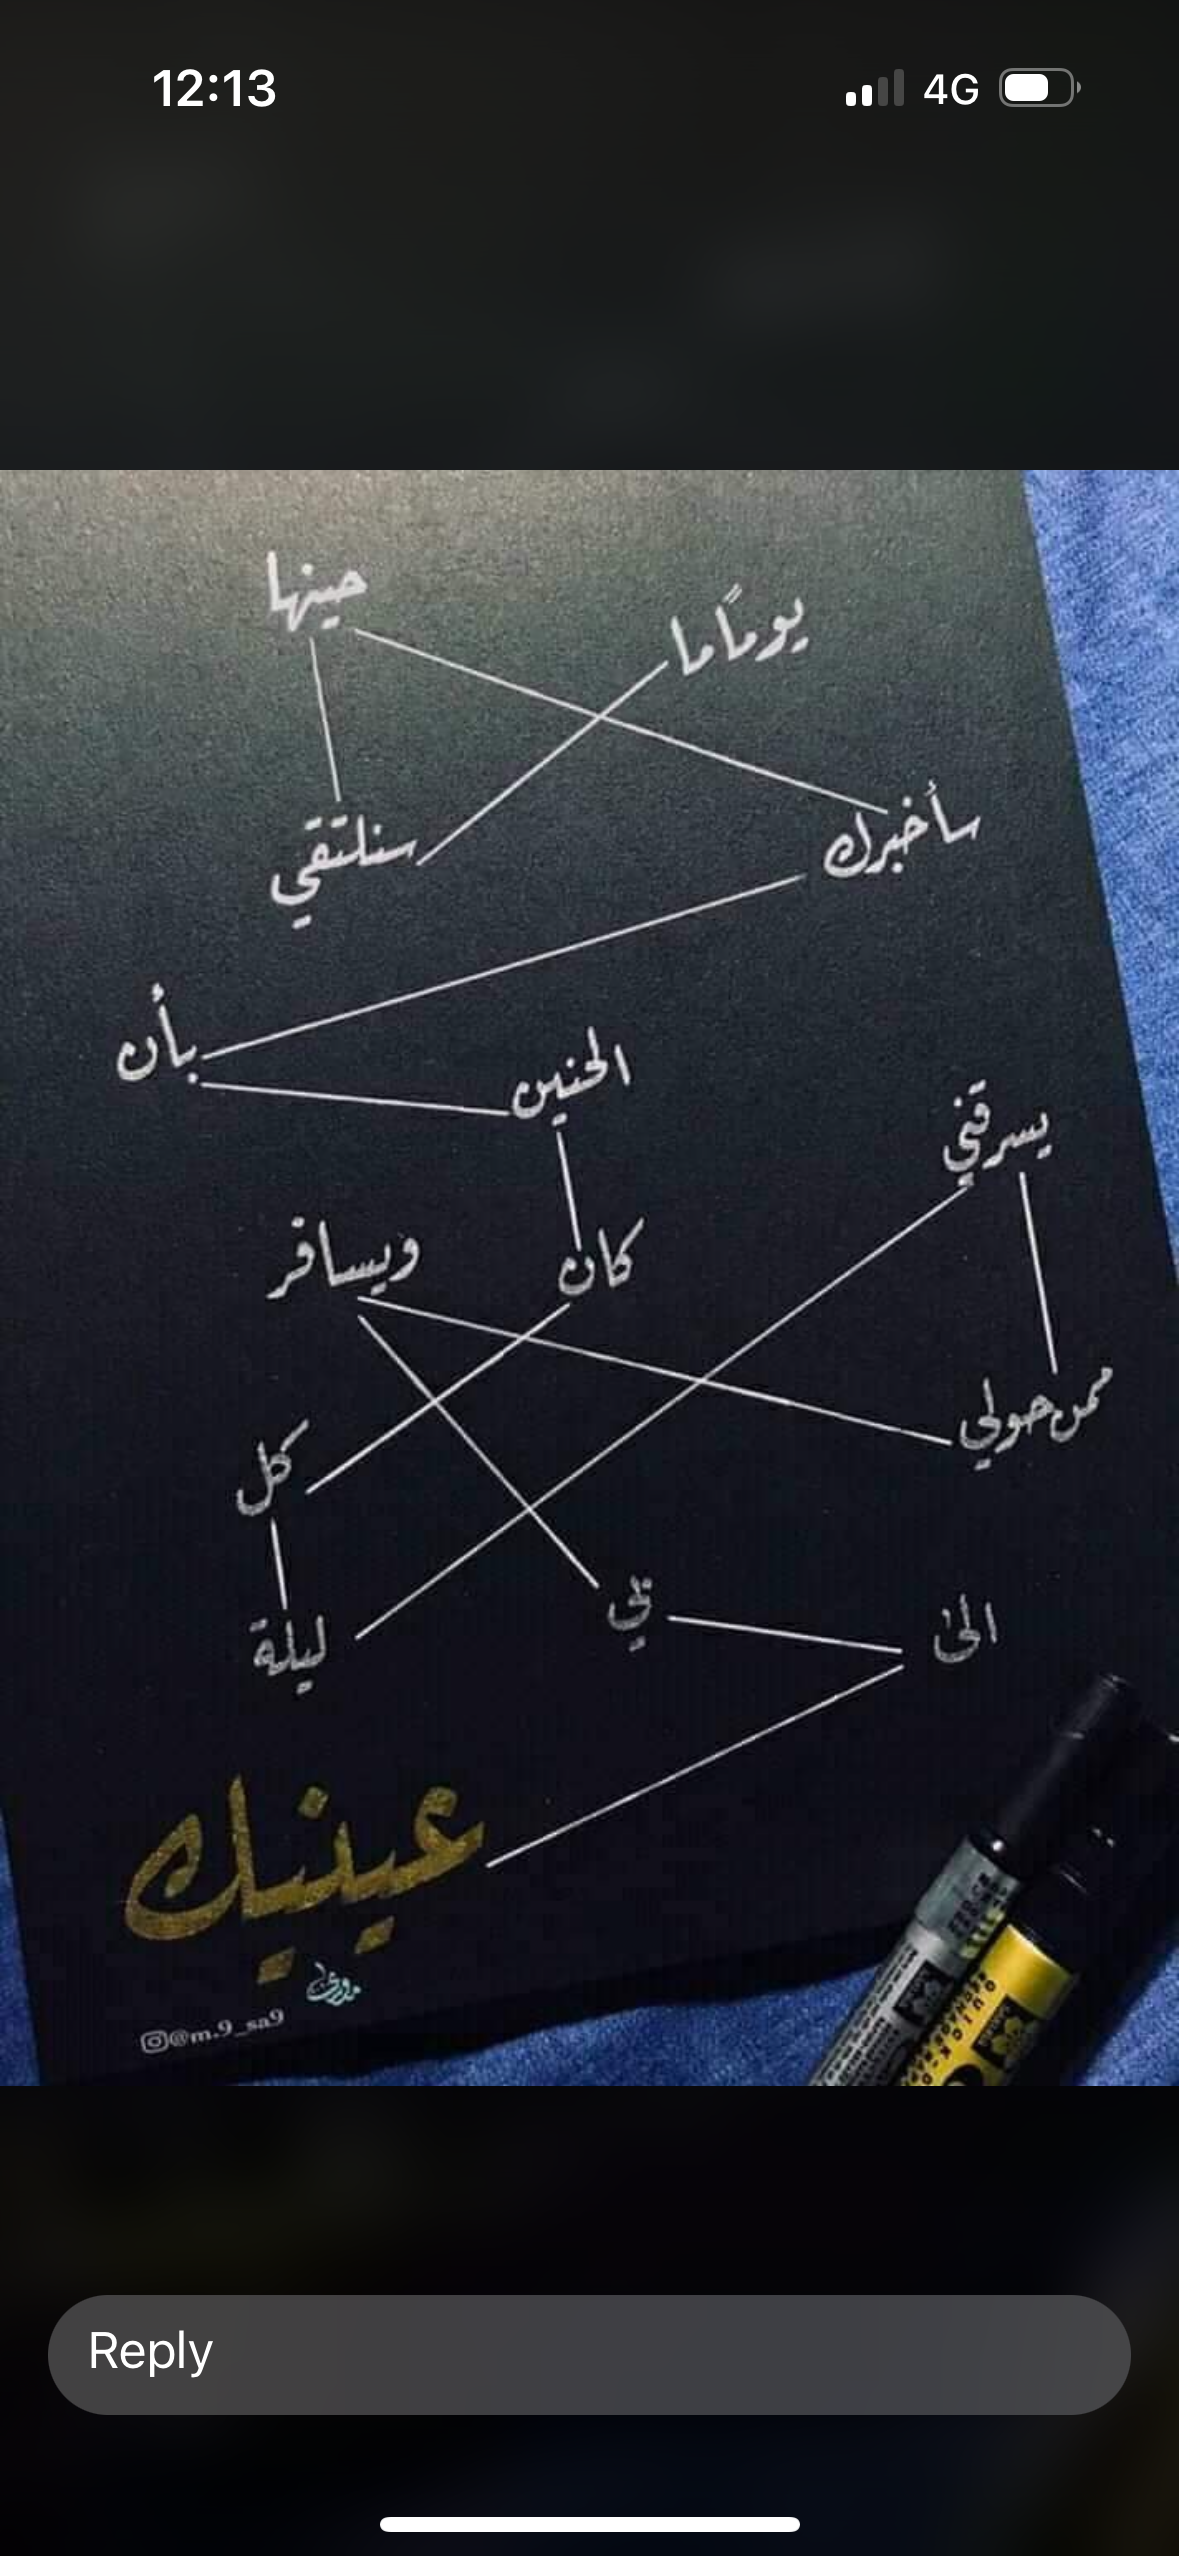 12:13
4G
حينها
يومًا ما
سنلتقي
سأخبرك
بأن
الحنين
يسرقني
ويسافر
كان
ممن حولي
كل
ليلة
بي
الى
عينيك
@m.9_sa9
Reply